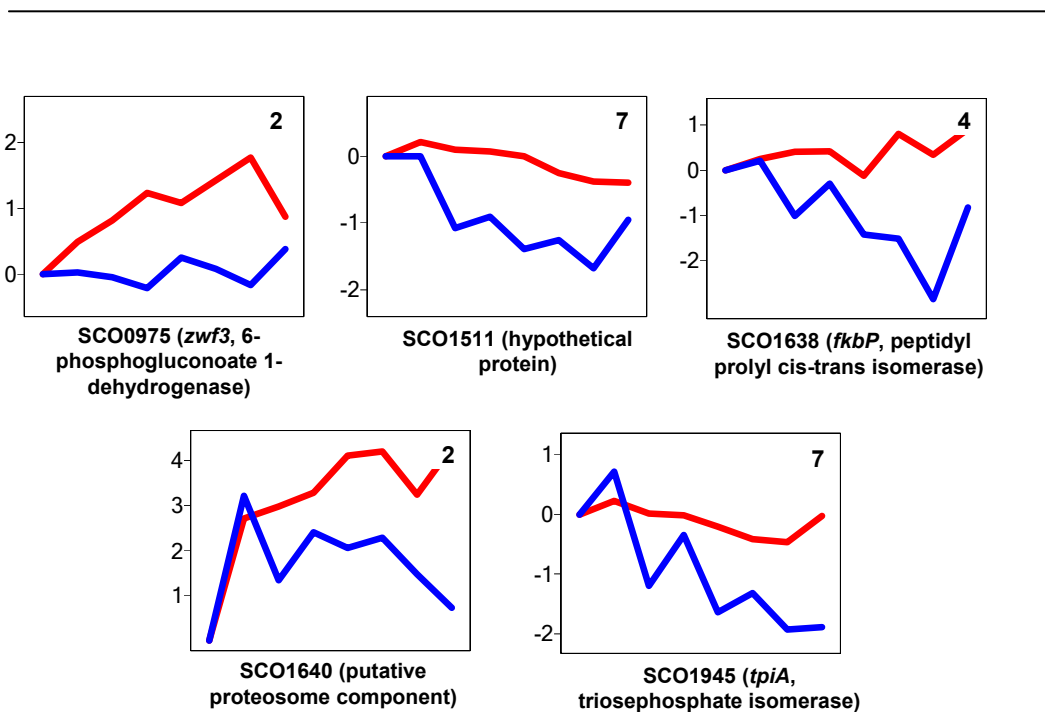 2
2
1
0
SCO0975 (zwf3, 6-
phosphogluconoate 1-
dehydrogenase)
7
0
-1
-2
SCO1511 (hypothetical
protein)
4
1
0
-1
-2
SCO1638 (fkbP, peptidyl
prolyl cis-trans isomerase)
2
4
3
2
1
SCO1640 (putative
proteosome component)
7
1
0
-1
-2
SCO1945 (tpiA,
triosephosphate isomerase)